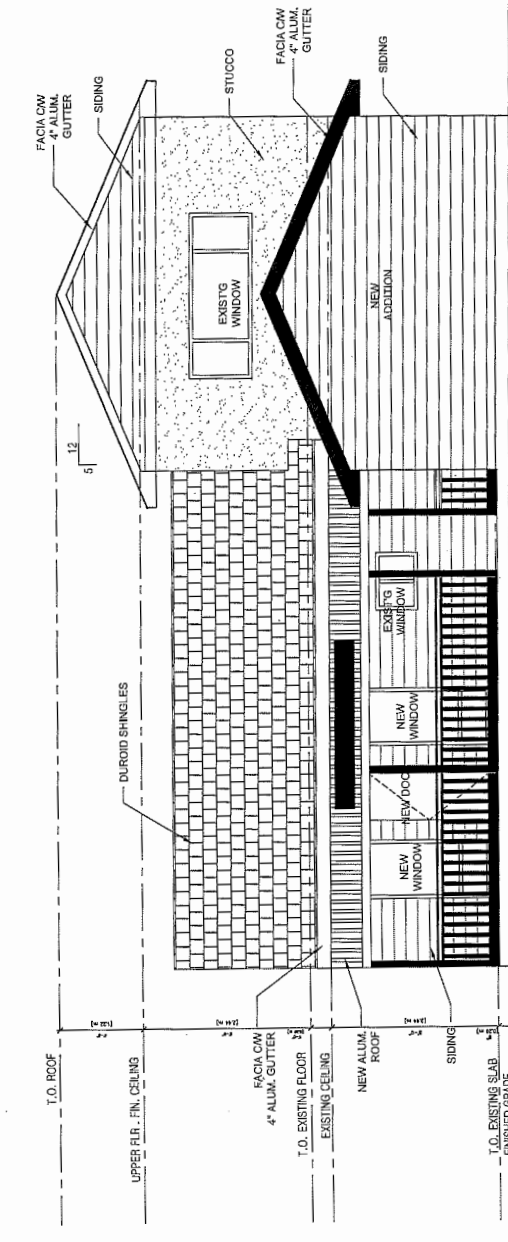 FACIA C/W
4" ALUM.
GUTTER
SIDING
STUCCO
FACIA C/W
4" ALUM.
GUTTER
SIDING
12
5
EXIST'G
WINDOW
NEW
ADDITION
DUROID SHINGLES
EXIST'G
WINDOW
NEW
WINDOW
NEW DOO
NEW
WINDOW
T.O. ROOF
UPPER FLR . FIN. CEILING
FACIA C/W
4" ALUM. GUTTER
T.O. EXISTING FLOOR
EXISTING CEILING
NEW ALUM.
ROOF
SIDING
T.O. EXISTING SLAB
FINISHED GRADE